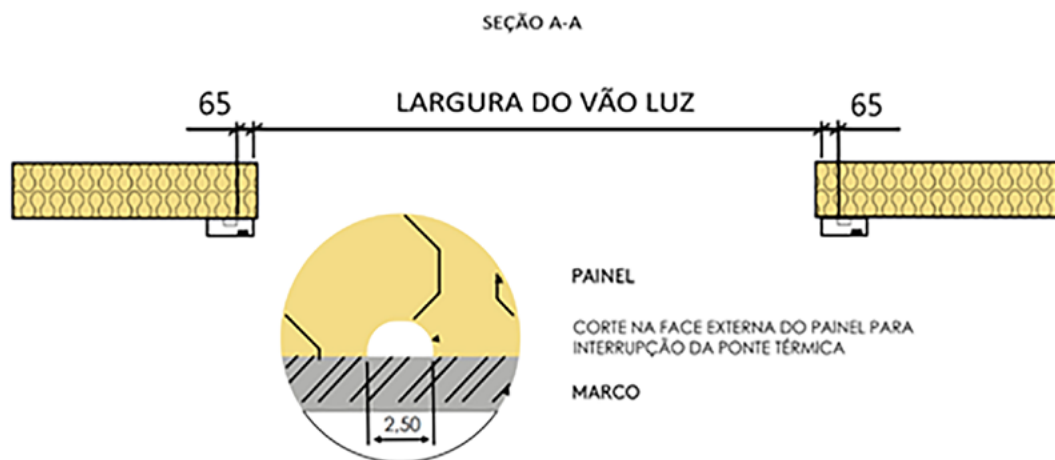 SEÇÃO A-A
65
LARGURA DO VÃO LUZ
65
PAINEL
CORTE NA FACE EXTERNA DO PAINEL PARA
INTERRUPÇÃO DA PONTE TÉRMICA
MARCO
2,50